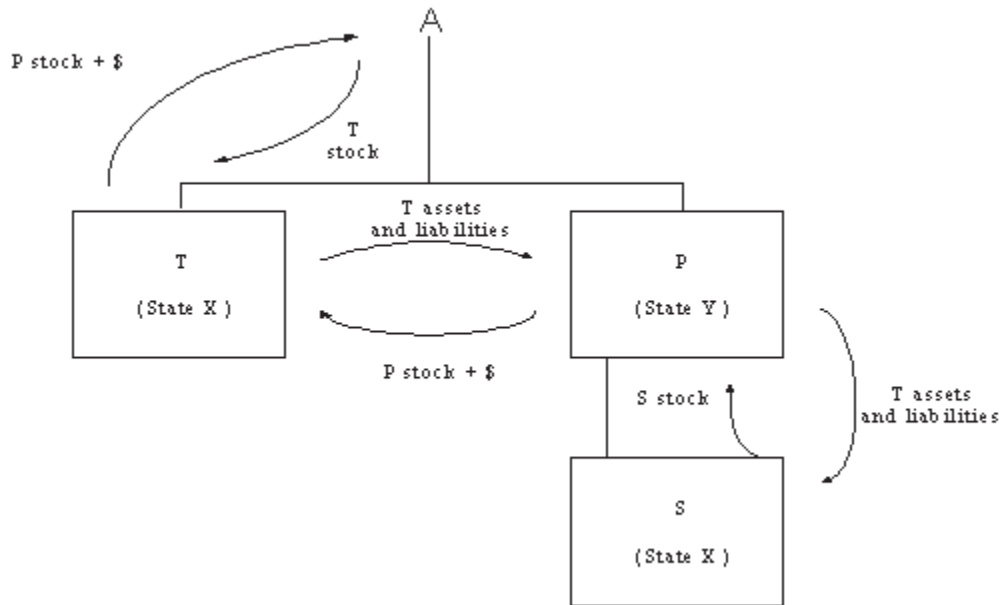 A
P stock + $
T
stock
T assets
and liabilities
T
(State X)
P
(State Y)
P stock + $
S stock
T assets
and liabilities
S
(State X)